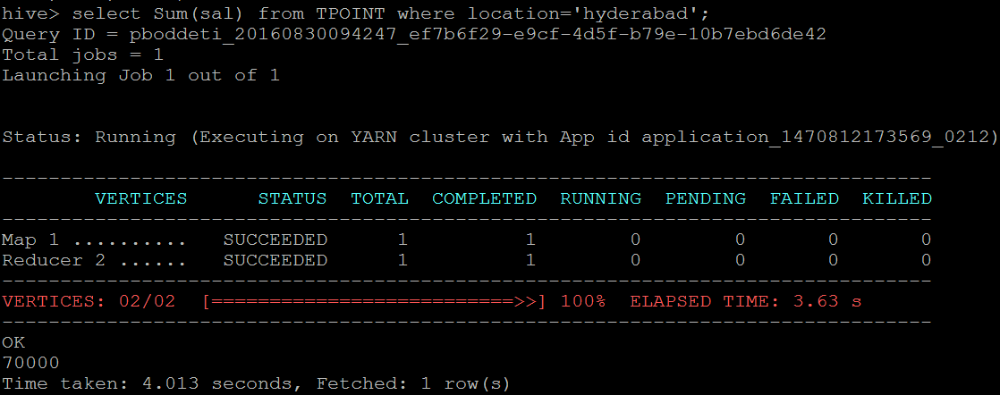 hive> select Sum(sal) from TPOINT where location='hyderabad';
Query ID = pboddeti_20160830094247_ef7b6f29-e9cf-4d5f-b79e-10b7ebd6de42
Total jobs = 1
Launching Job 1 out of 1
Status: Running (Executing on YARN cluster with App id application_1470812173569_0212)
--------------------------------------------------------------------------------
VERTICES STATUS TOTAL COMPLETED RUNNING PENDING FAILED KILLED
--------------------------------------------------------------------------------
Map 1 .......... SUCCEEDED 1 1 0 0 0 0
Reducer 2 ...... SUCCEEDED 1 1 0 0 0 0
--------------------------------------------------------------------------------
VERTICES: 02/02 [==========================>>] 100% ELAPSED TIME: 3.63 s
--------------------------------------------------------------------------------
OK
70000
Time taken: 4.013 seconds, Fetched: 1 row(s)